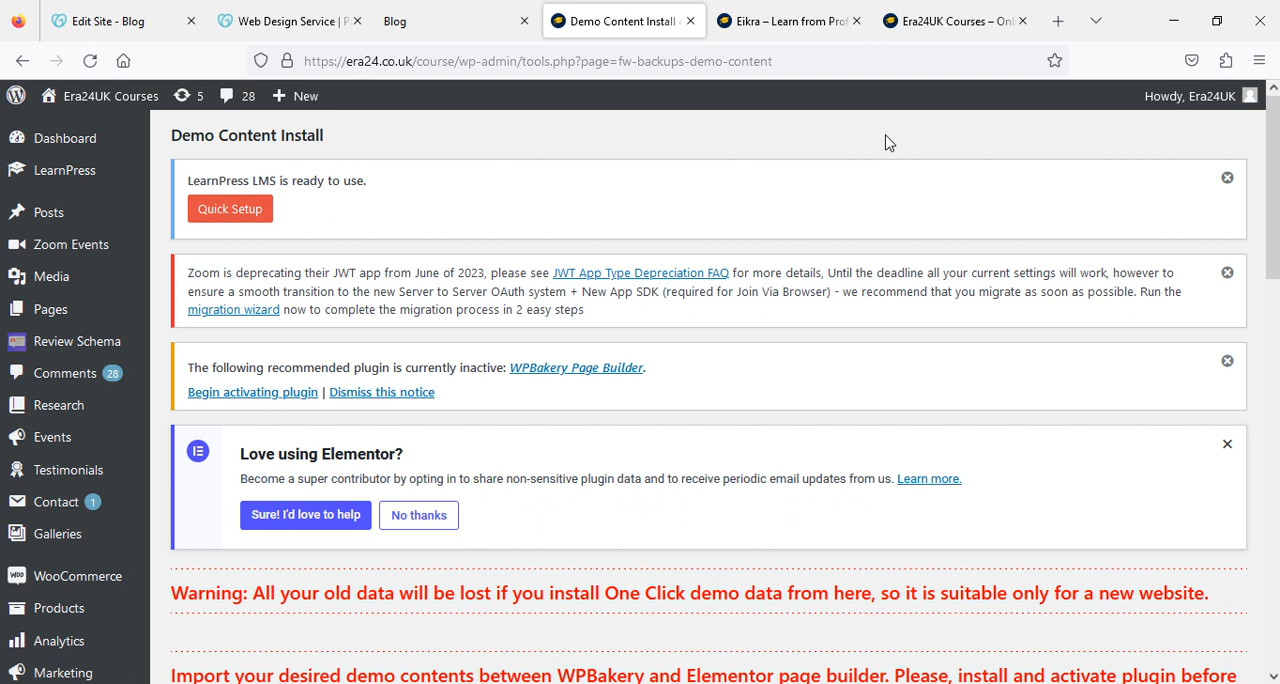 Edit Site - Blog
Web Design Service | P
Blog
Demo Content Install
Eikra – Learn from Prof
Era24UK Courses – Onl
https://era24.co.uk/course/wp-admin/tools.php?page=fw-backups-demo-content
Era24UK Courses 5 28 New
Howdy, Era24UK
Dashboard
LearnPress
Posts
Zoom Events
Media
Pages
Review Schema
Comments 28
Research
Events
Testimonials
Contact 1
Galleries
WooCommerce
Products
Analytics
Marketing
Demo Content Install
LearnPress LMS is ready to use.
Quick Setup
Zoom is deprecating their JWT app from June of 2023, please see JWT App Type Depreciation FAQ for more details, Until the deadline all your current settings will work, however to
ensure a smooth transition to the new Server to Server OAuth system + New App SDK (required for Join Via Browser) - we recommend that you migrate as soon as possible. Run the
migration wizard now to complete the migration process in 2 easy steps
The following recommended plugin is currently inactive: WPBakery Page Builder.
Begin activating plugin | Dismiss this notice
Love using Elementor?
Become a super contributor by opting in to share non-sensitive plugin data and to receive periodic email updates from us. Learn more.
Sure! I'd love to help
No thanks
Warning: All your old data will be lost if you install One Click demo data from here, so it is suitable only for a new website.
Import your desired demo contents between WPBakery and Elementor page builder. Please, install and activate plugin before